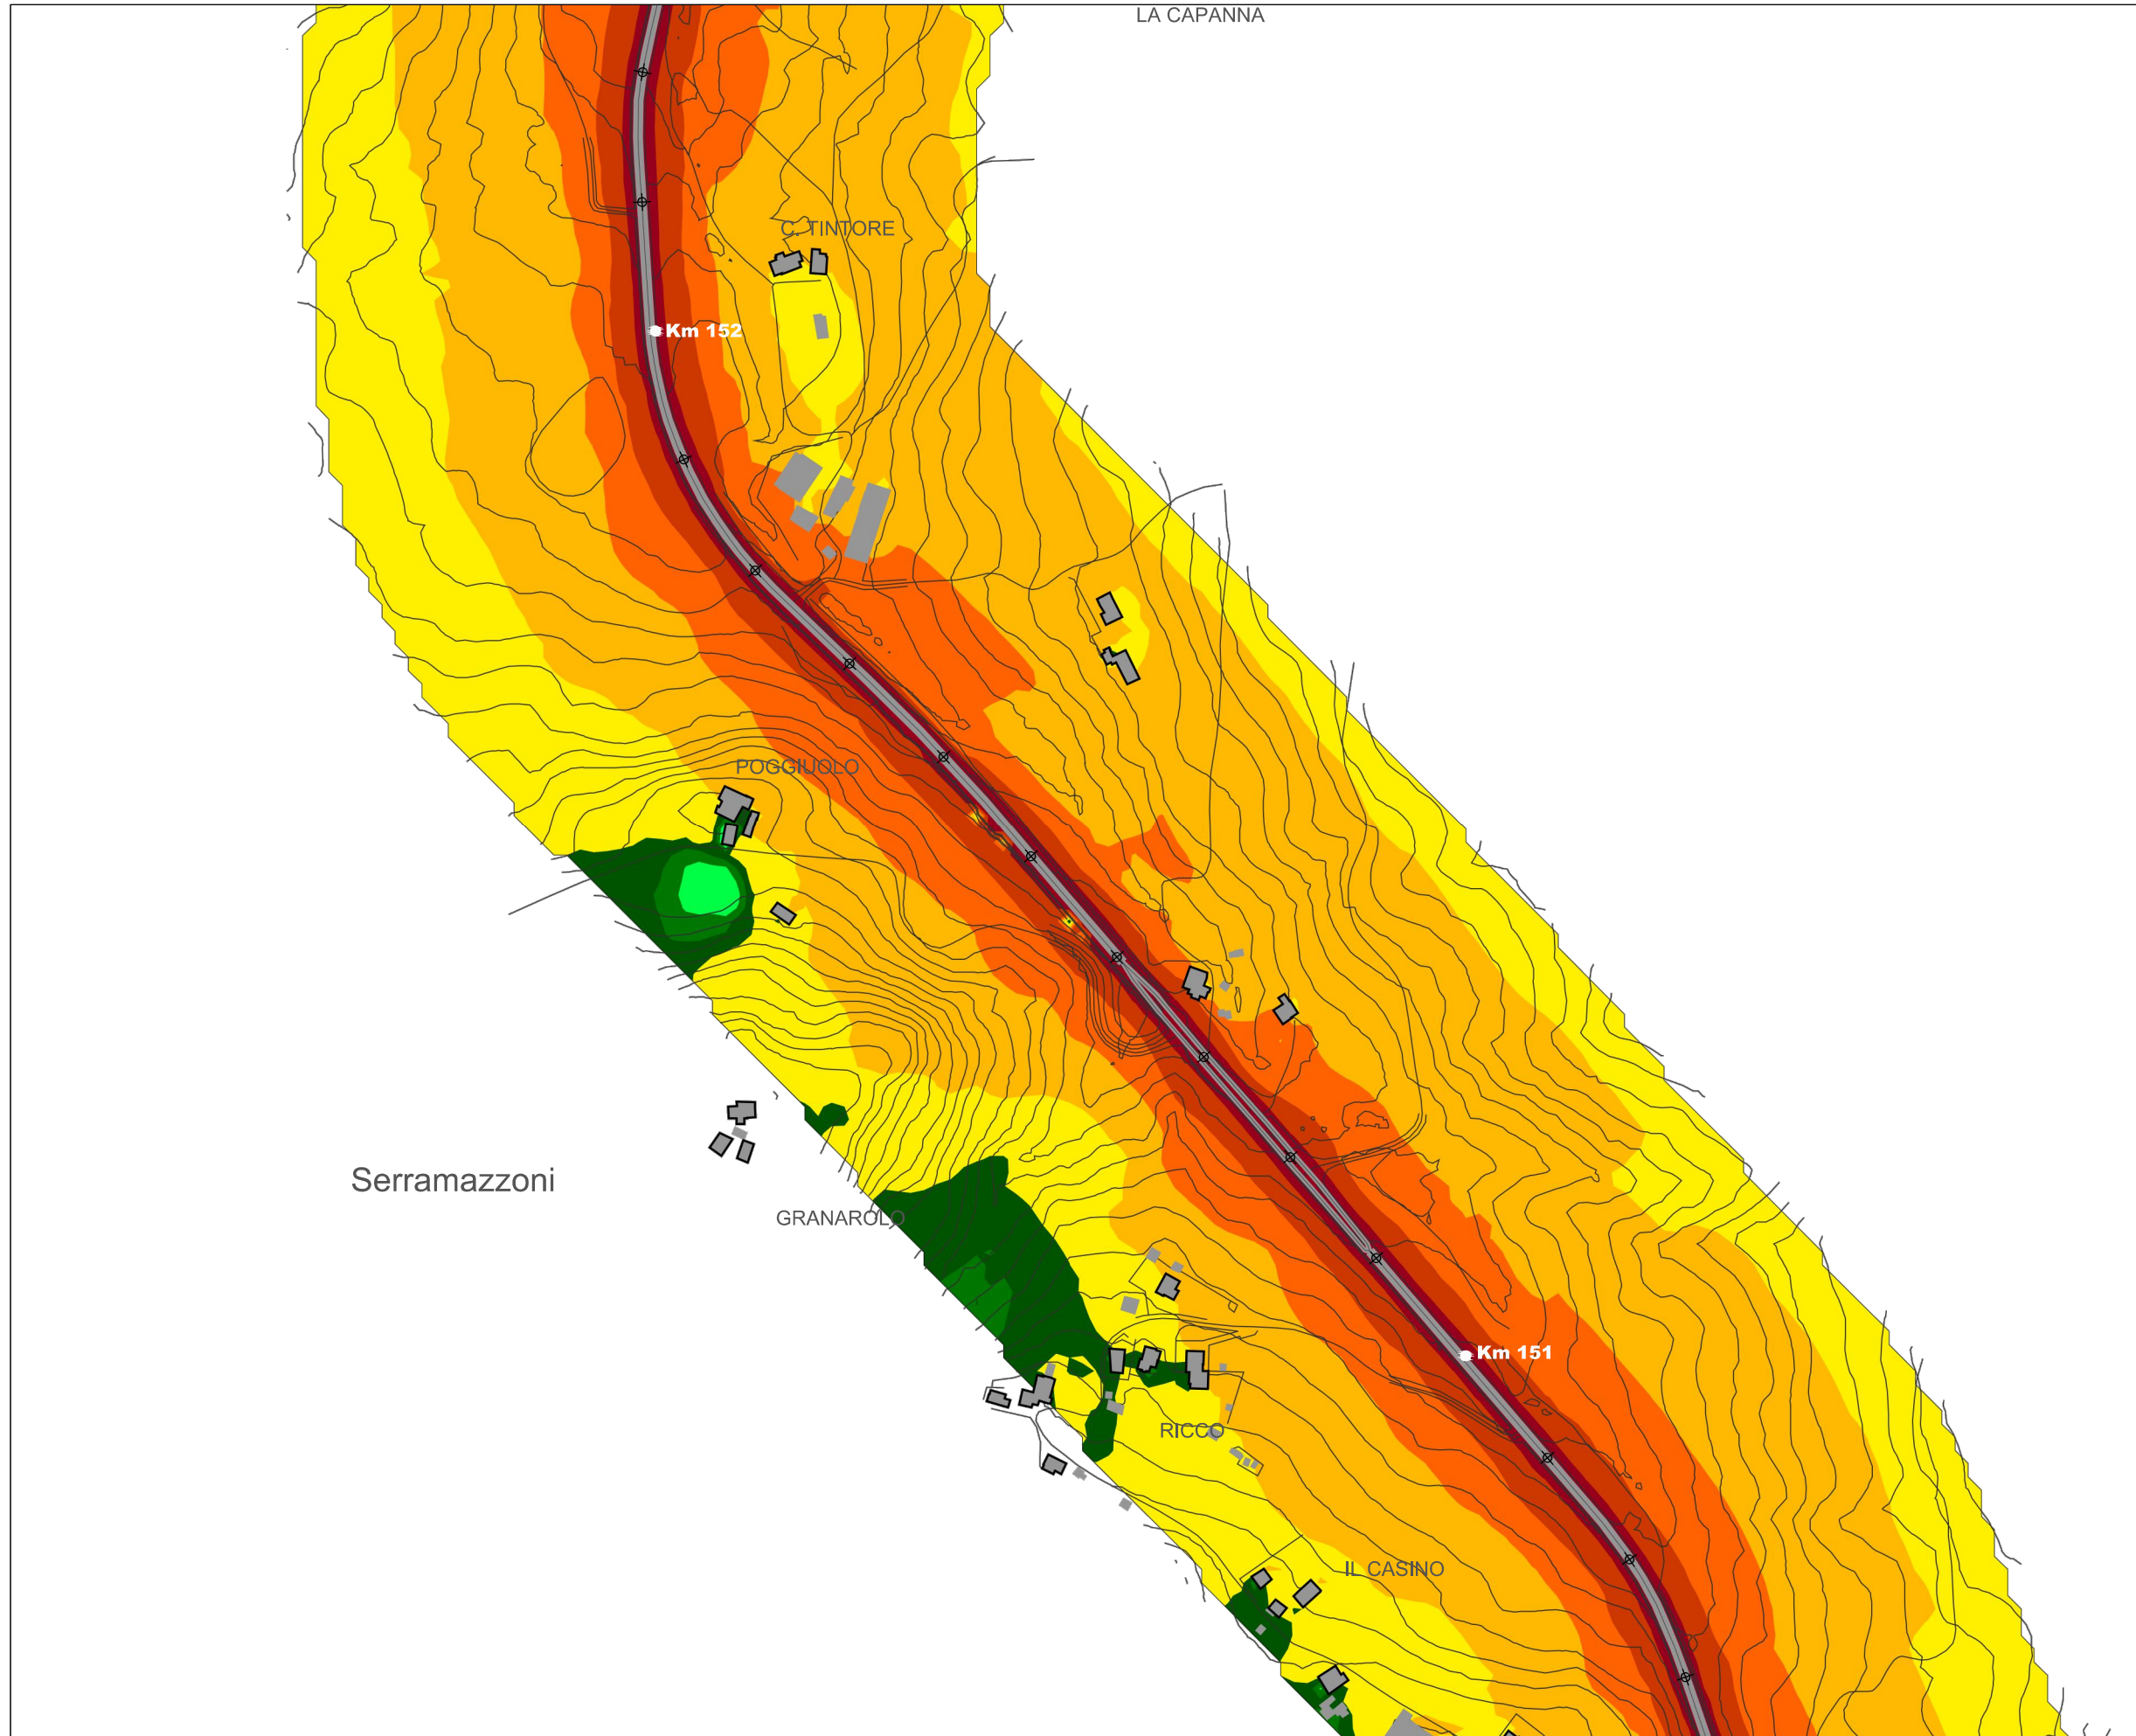 LA CAPANNA
C. TINTORE
Km 152
POGGIUOLO
Serramazzoni
GRANAROLO
Km 151
RICCO
IL CASINO